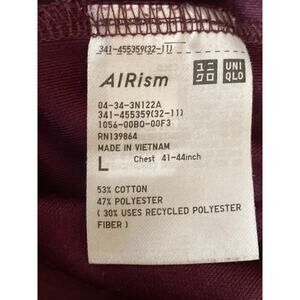 341-455359(32-11)
AIRism
ユニ UNI
クロ QLO
04-34-3N122A
341-455359(32-11)
1056-00B0-00F3
RN139864
MADE IN VIETNAM
L Chest 41-44inch
53% COTTON
47% POLYESTER
( 30% USES RECYCLED POLYESTER
FIBER )